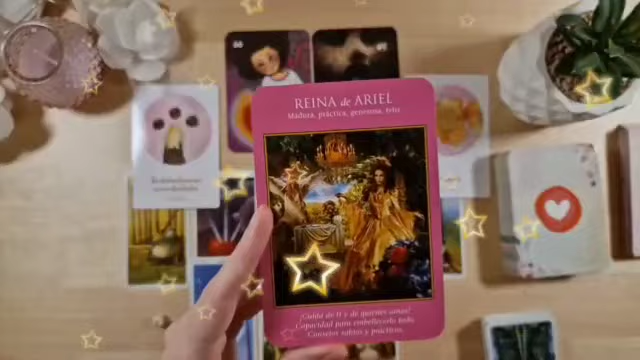 REINA de ARIEL
Madura, práctica, generosa, feliz
¡Cuida de ti y de quienes amas!
Capacidad para embellecerlo todo.
Consejos sabios y prácticos.